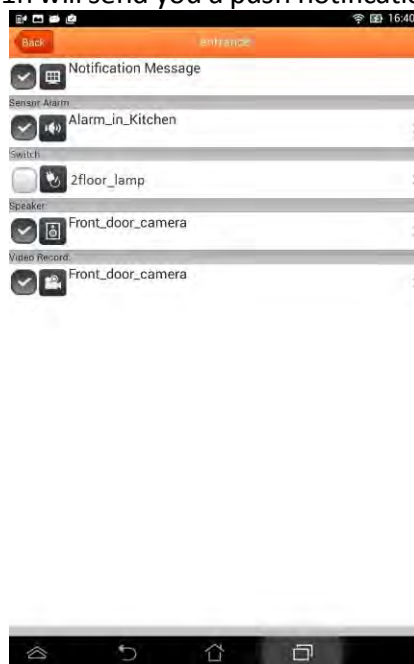 will send you a push notificatio
16:40
Back
entrance
Notification Message
Sensor Alarm
Alarm_in_Kitchen
Switch
2floor_lamp
Speaker
Front_door_camera
Video Record
Front_door_camera